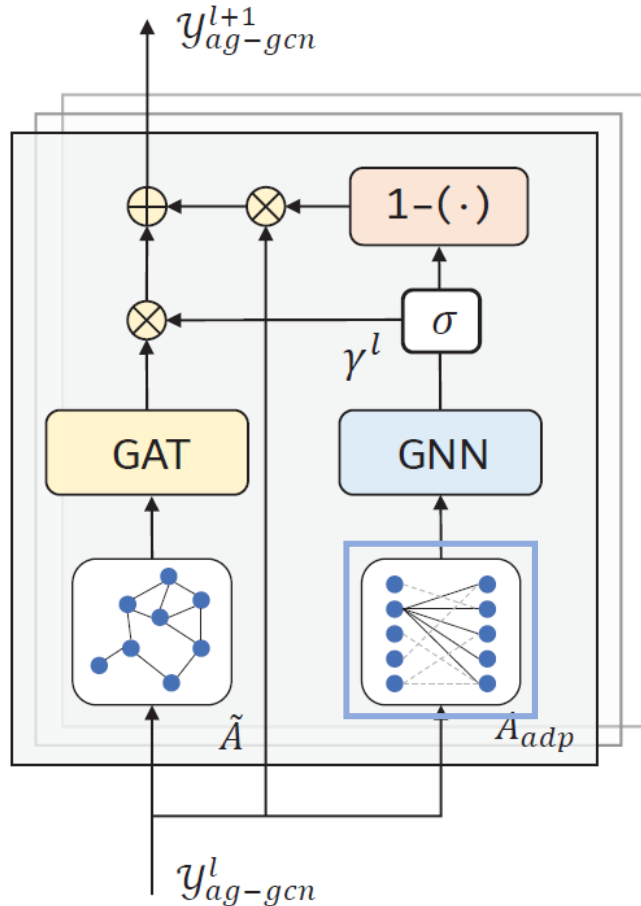 𝒴^{l+1}_{ag-gcn}
1-(·)
σ
γ^l
GAT
GNN
Ã
A_{adp}
𝒴^l_{ag-gcn}